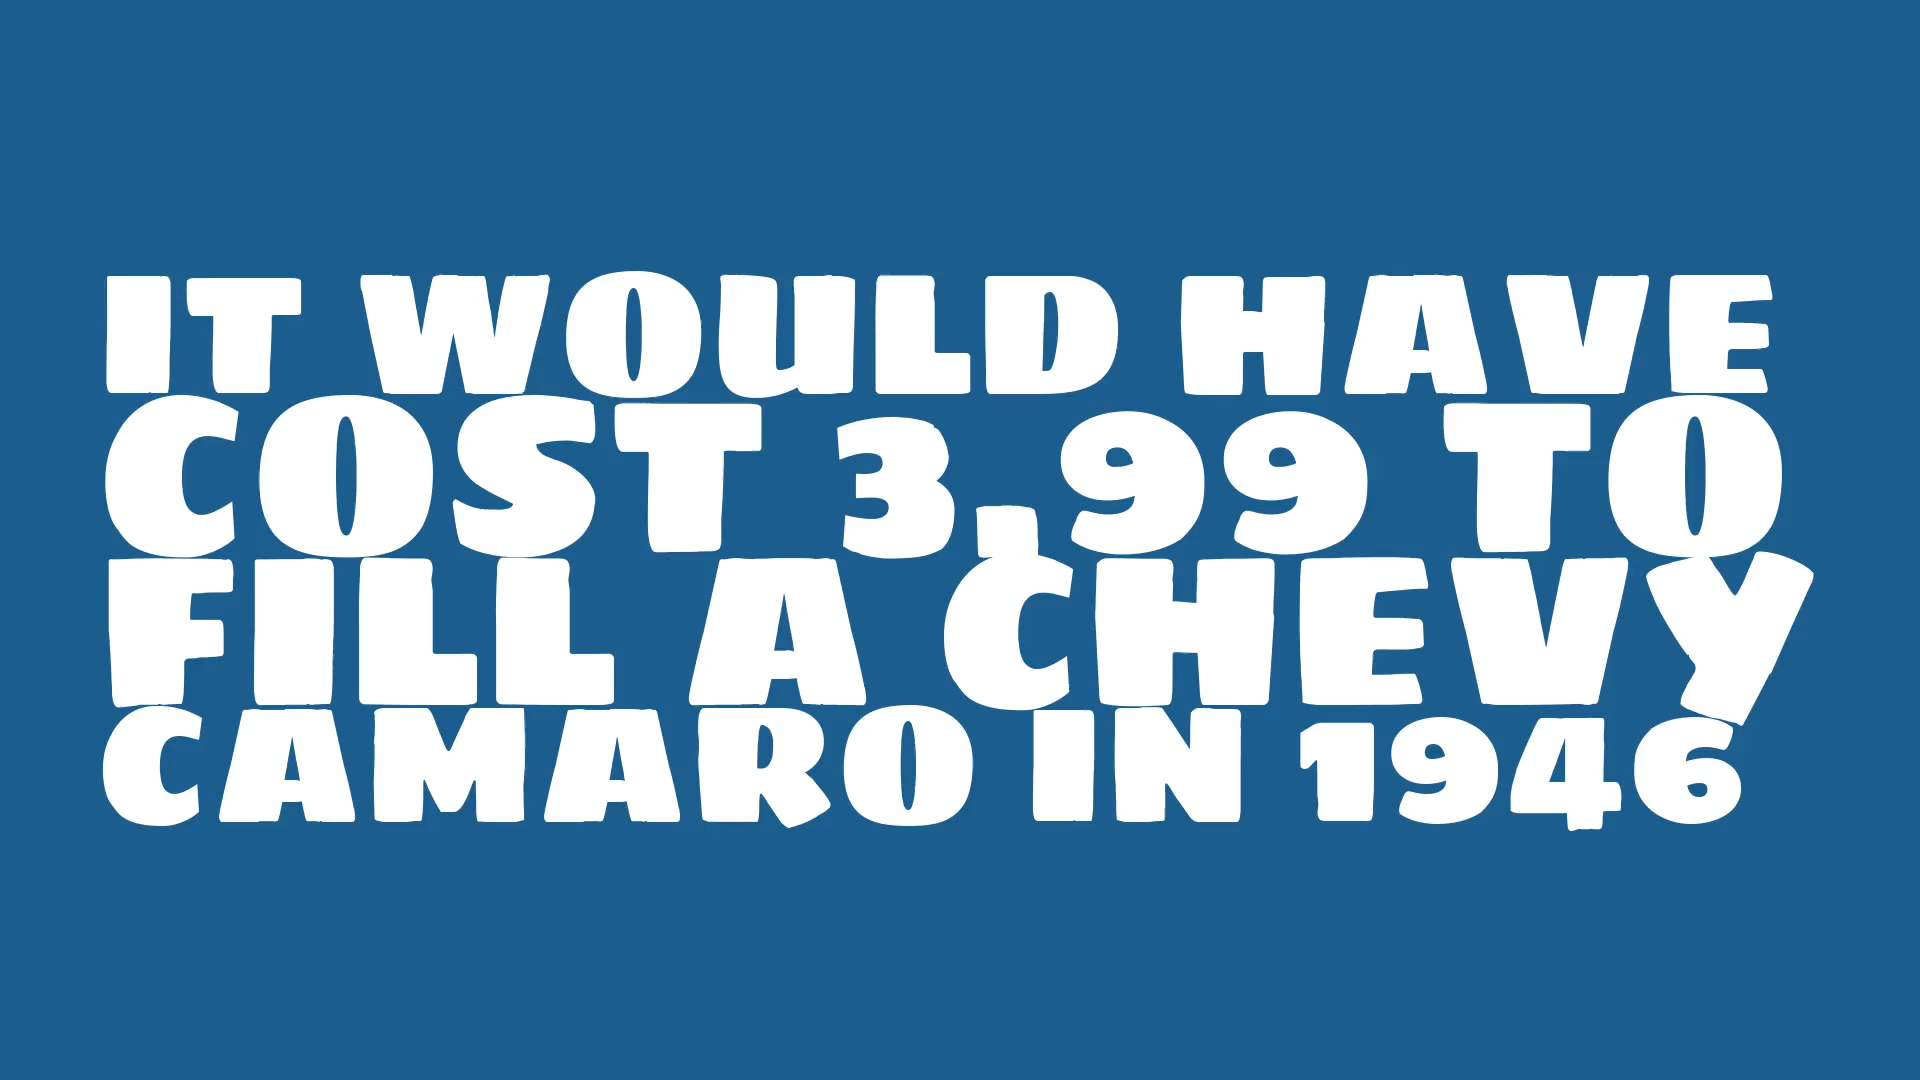 IT WOULD HAVE
COST 3.99 TO
FILL A CHEVY
CAMARO IN 1946